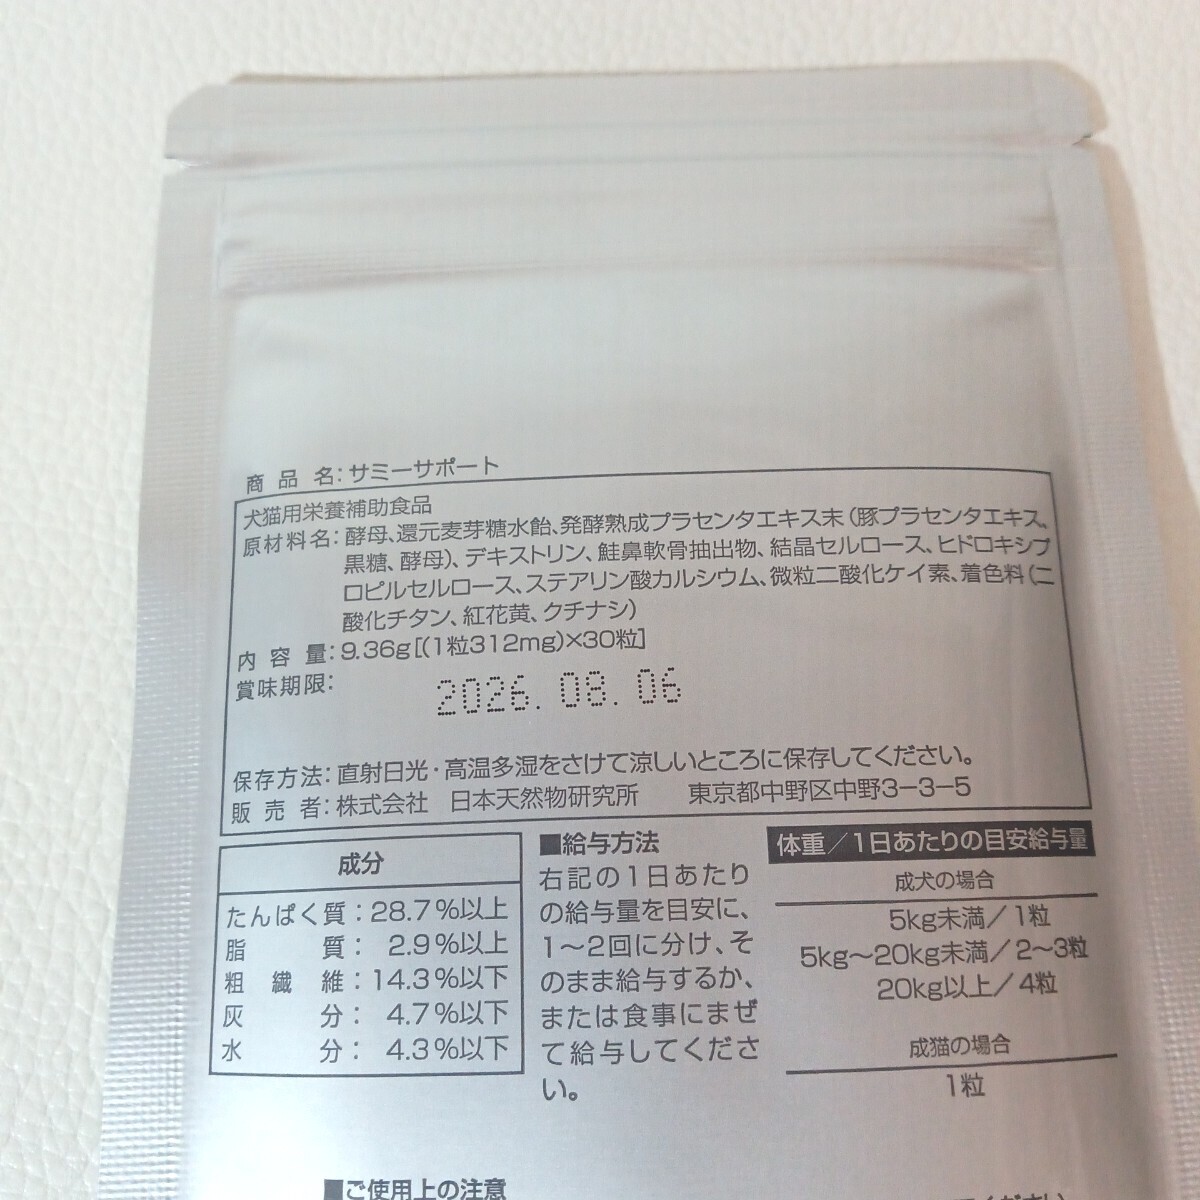 商品名：サミーサポート
犬猫用栄養補助食品
原材料名：酵母、還元麦芽糖水飴、発酵熟成プラセンタエキス末（豚プラセンタエキス、
黒糖、酵母）、デキストリン、鮭鼻軟骨抽出物、結晶セルロース、ヒドロキシプ
ロピルセルロース、ステアリン酸カルシウム、微粒二酸化ケイ素、着色料（二
酸化チタン、紅花黄、クチナシ）
内容量：9.36g[(1粒312mg)×30粒]
賞味期限：
2026.08.06
保存方法：直射日光・高温多湿をさけて涼しいところに保存してください。
販売者：株式会社 日本天然物研究所 東京都中野区中野3-3-5
成分
たんぱく質：28.7%以上
脂質：2.9%以上
粗繊維：14.3%以下
灰分：4.7%以下
水分：4.3%以下
■給与方法
右記の1日あたり
の給与量を目安に、
1〜2回に分け、そ
のまま給与するか、
または食事にまぜ
て給与してくださ
い。
体重／1日あたりの目安給与量
成犬の場合
5kg未満／1粒
5kg〜20kg未満／2〜3粒
20kg以上／4粒
成猫の場合
1粒
■ご使用上の注意